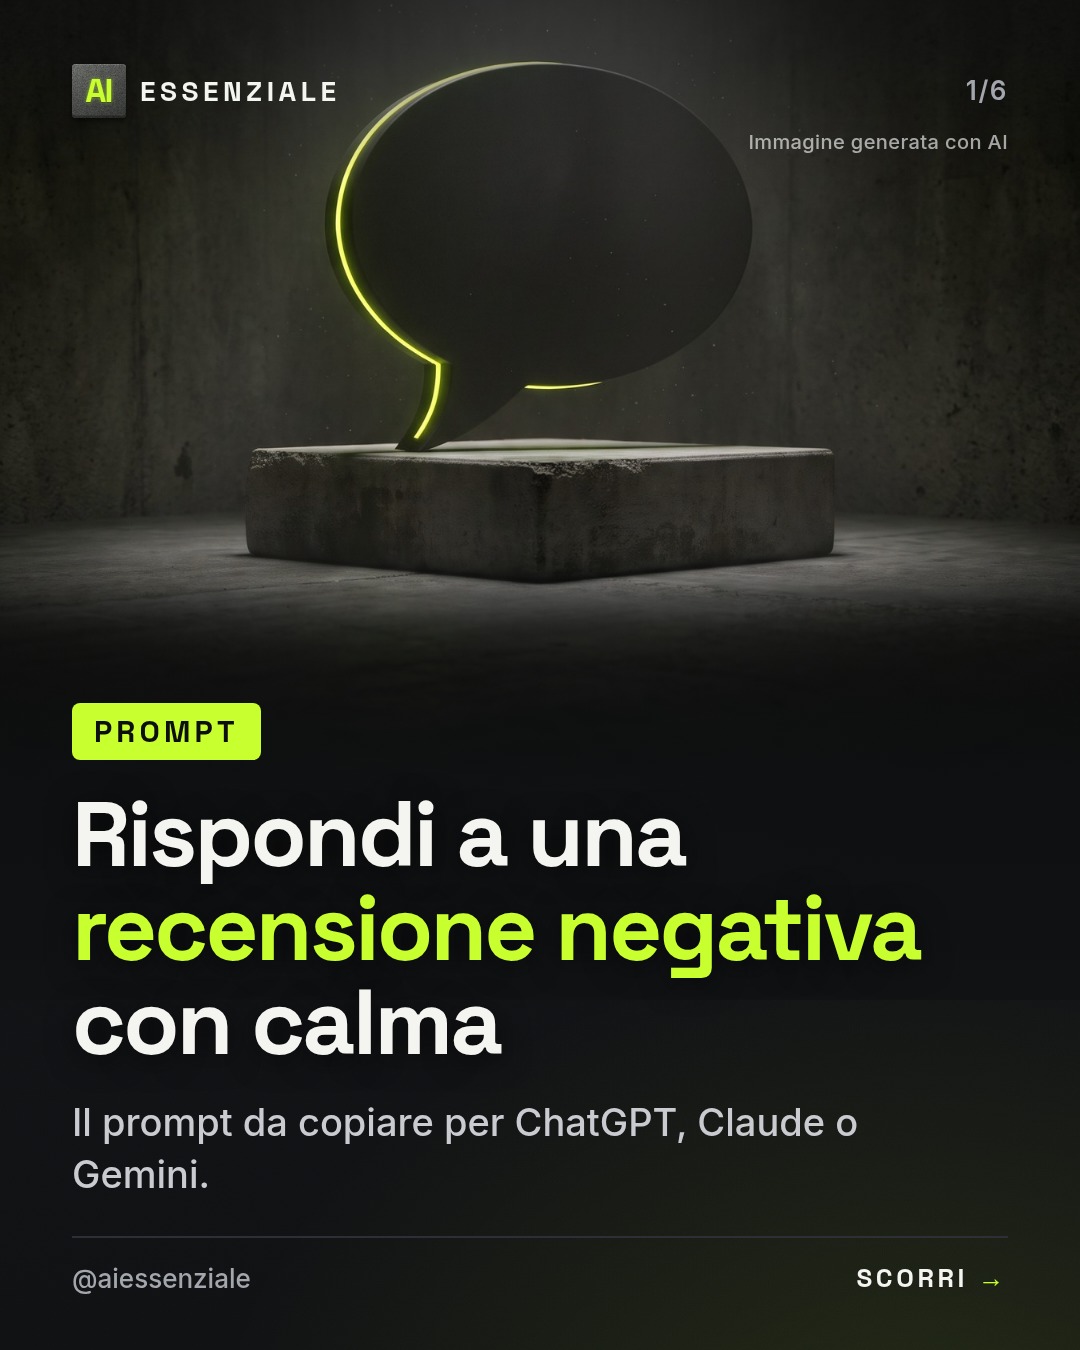 AI ESSENZIALE
1/6
Immagine generata con AI
PROMPT
Rispondi a una
recensione negativa
con calma
Il prompt da copiare per ChatGPT, Claude o
Gemini.
@aiessenziale
SCORRI →